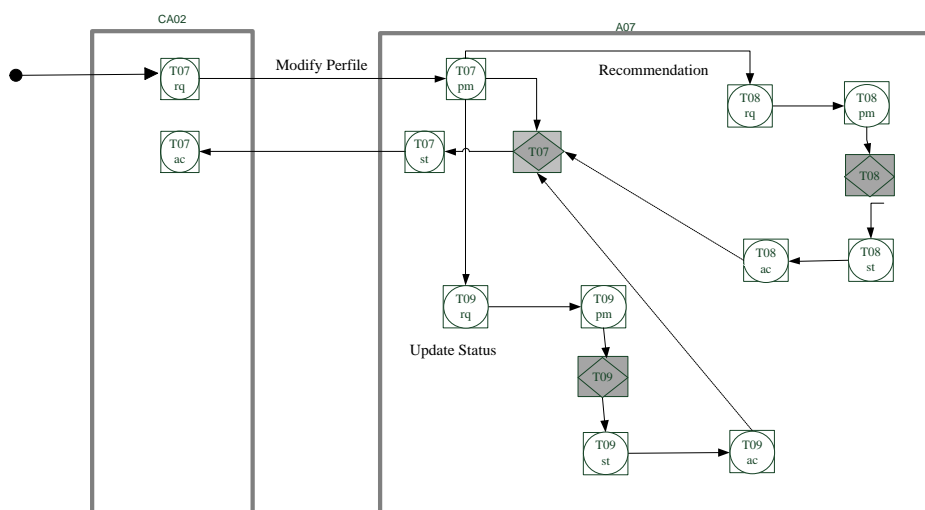 CA02
A07
T07
rq
Modify Perfile
T07
pm
Recommendation
T08
rq
T08
pm
T07
ac
T07
st
T07
T08
T08
ac
T08
st
T09
rq
T09
pm
Update Status
T09
T09
st
T09
ac